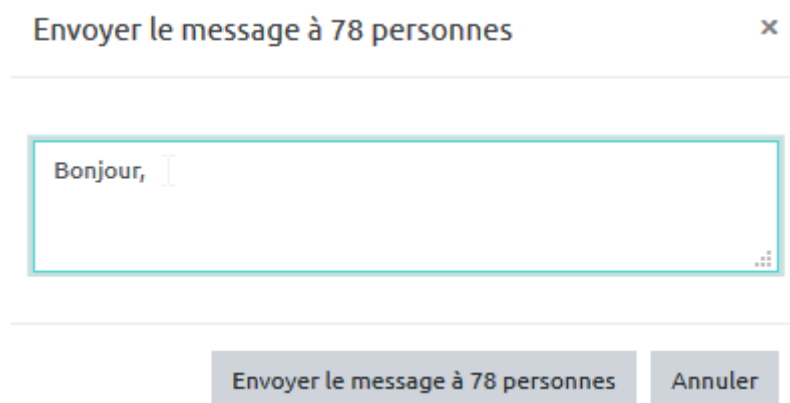 Envoyer le message à 78 personnes ×
Bonjour,
Envoyer le message à 78 personnes Annuler